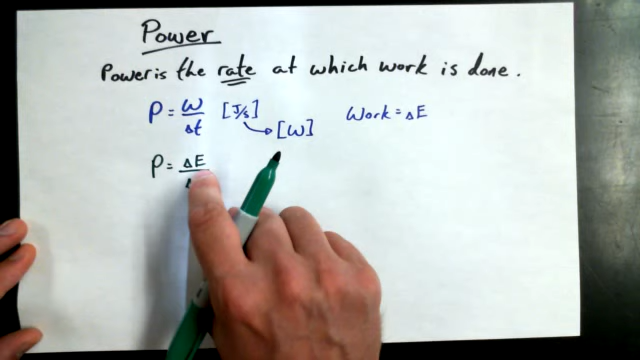 Power
Power is the rate at which work is done.
P = W/Δt [J/s] Work = ΔE
[W]
P = ΔE/Δ